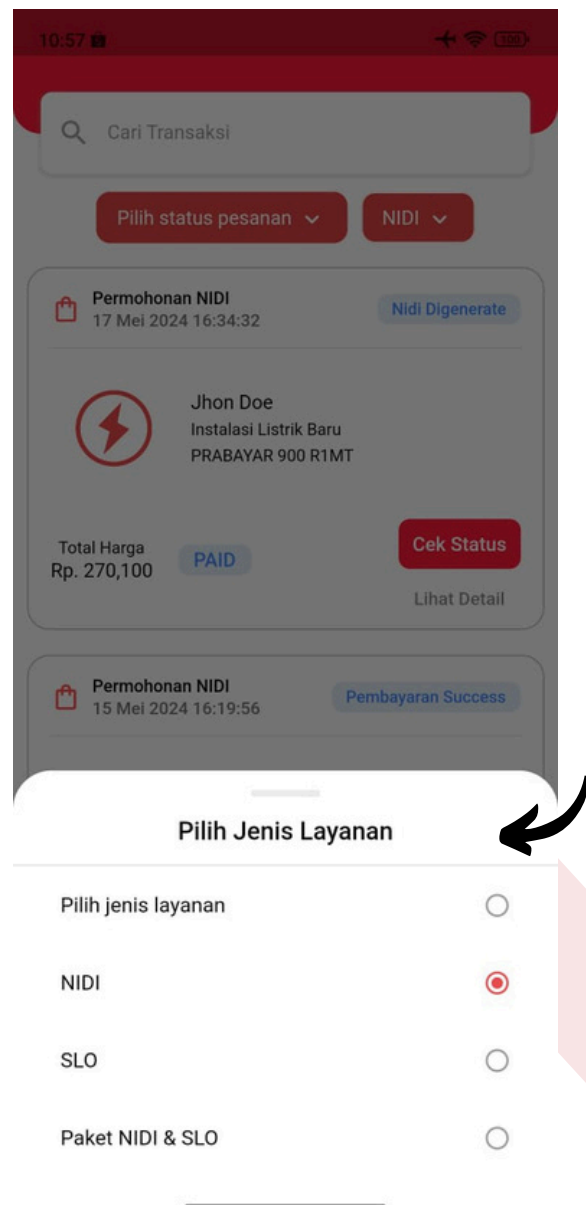 10:57
100
Cari Transaksi
Pilih status pesanan
NIDI
Permohonan NIDI
17 Mei 2024 16:34:32
Nidi Digenerate
Jhon Doe
Instalasi Listrik Baru
PRABAYAR 900 R1MT
Total Harga
Rp. 270,100
PAID
Cek Status
Lihat Detail
Permohonan NIDI
15 Mei 2024 16:19:56
Pembayaran Success
Pilih Jenis Layanan
Pilih jenis layanan
NIDI
SLO
Paket NIDI & SLO